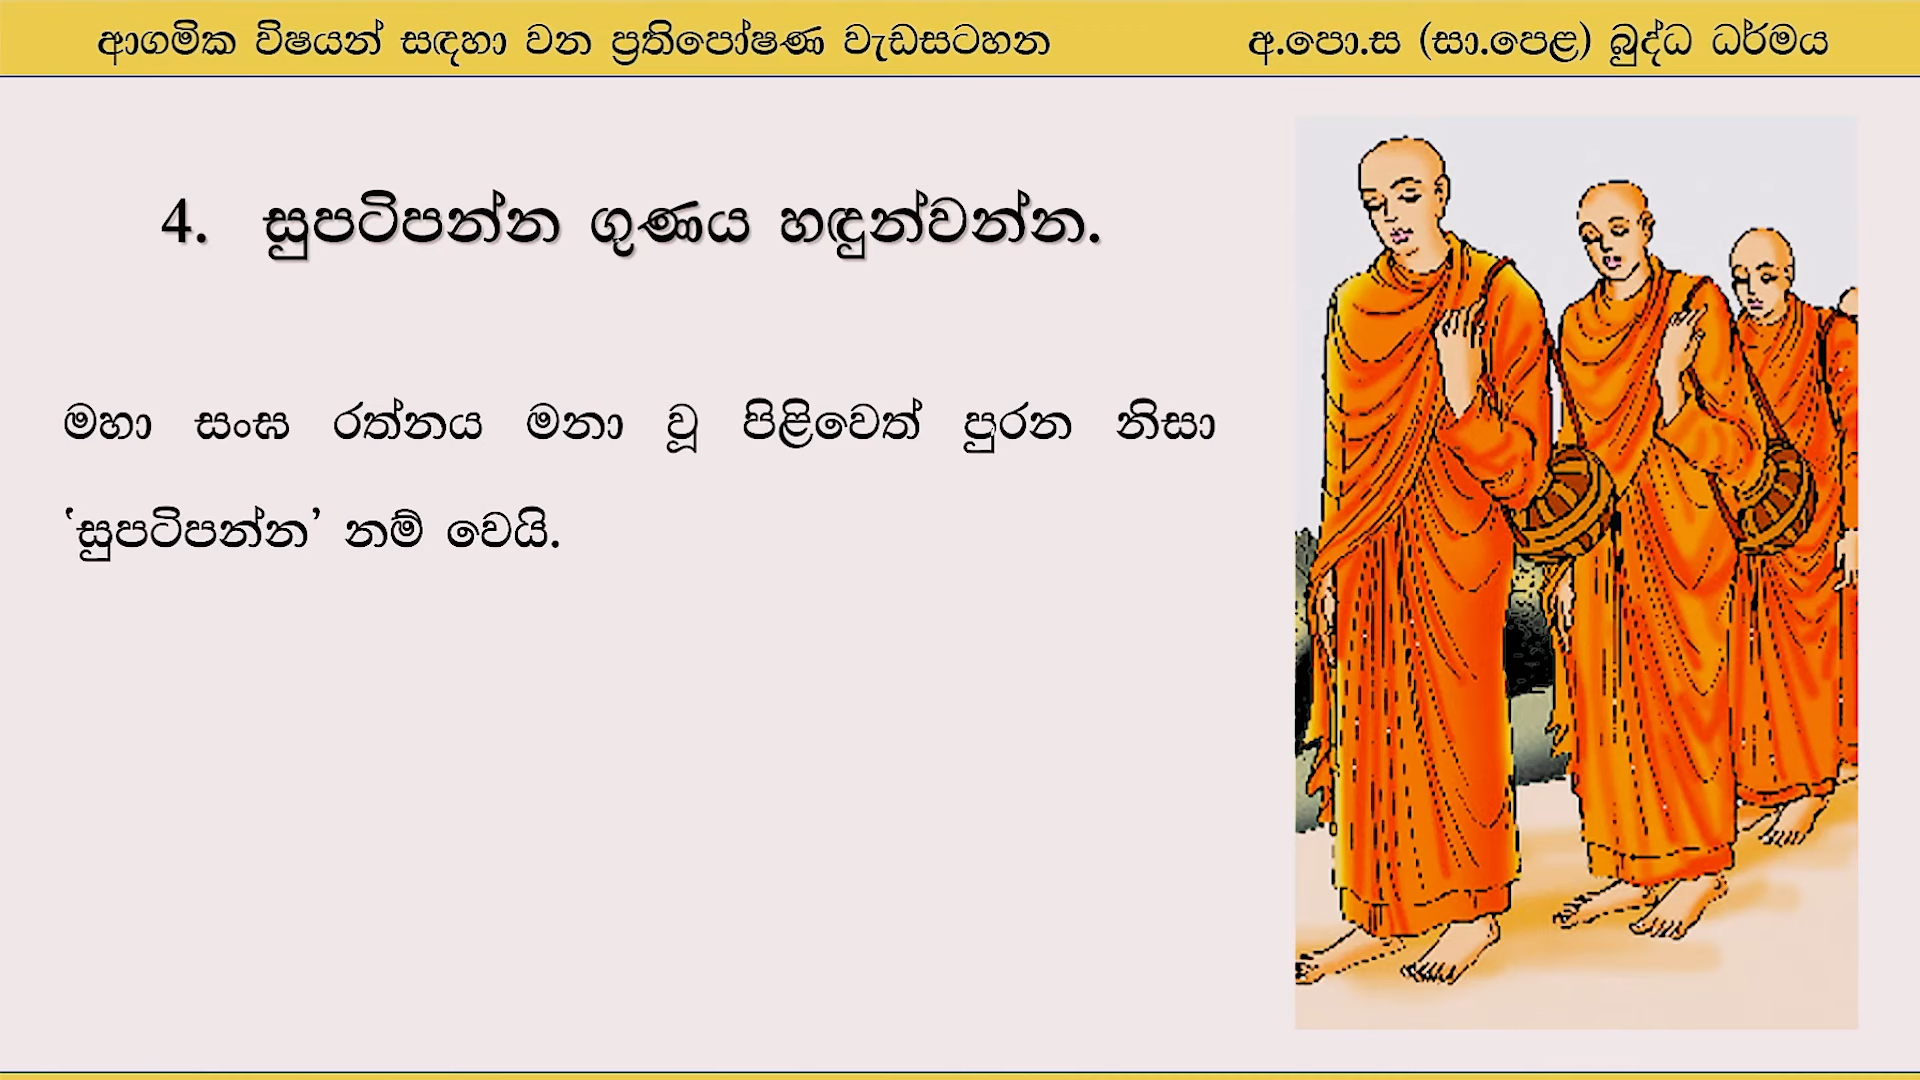 ආගමික විෂයන් සඳහා වන ප්‍රතිපෝෂණ වැඩසටහන
අ.පො.ස (සා.පෙළ) බුද්ධ ධර්මය
4. සුපටිපන්න ගුණය හඳුන්වන්න.
මහා සංඝ රත්නය මනා වූ පිළිවෙත් පුරන නිසා
‘සුපටිපන්න’ නම් වෙයි.